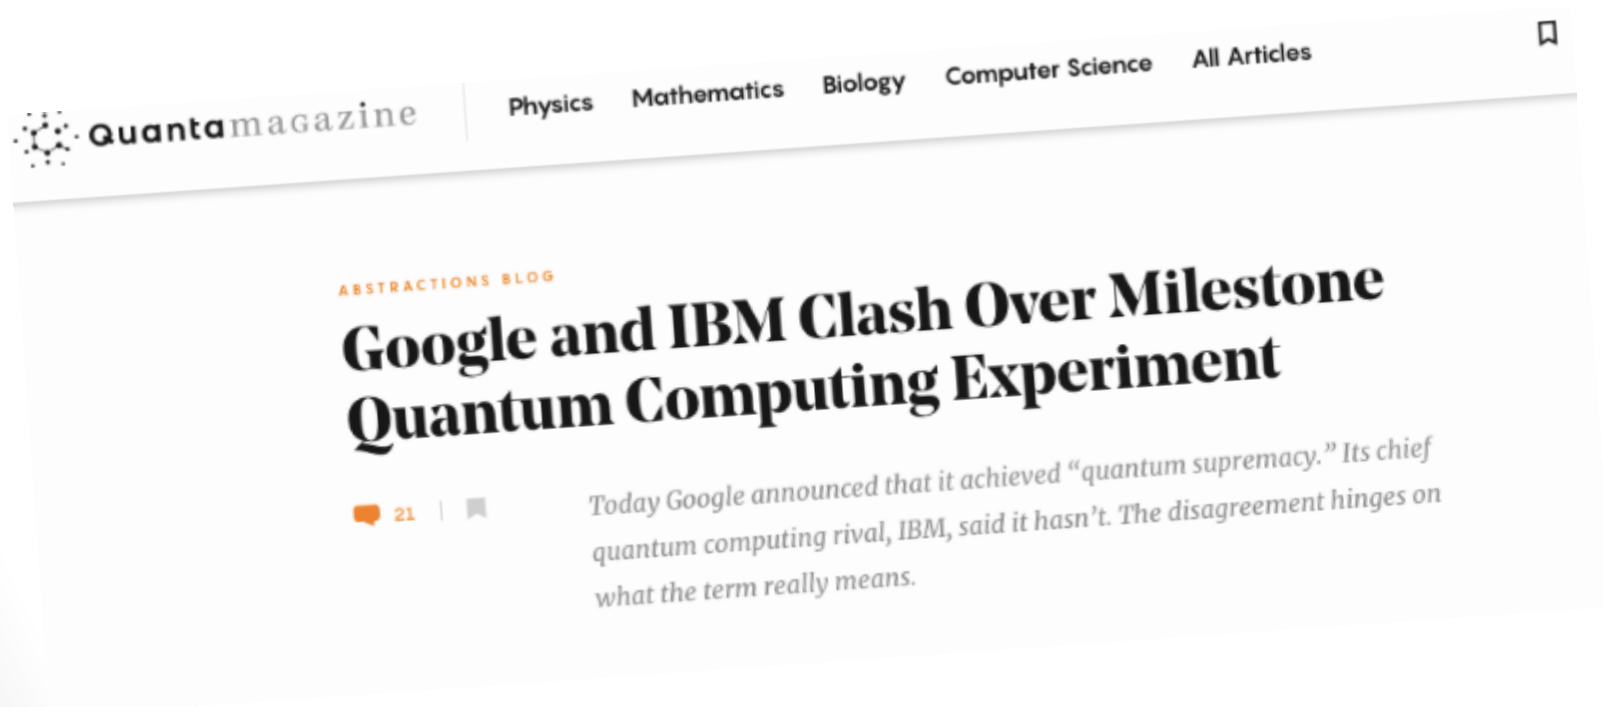 Quantamagazine
Physics Mathematics Biology Computer Science All Articles
ABSTRACTIONS BLOG
Google and IBM Clash Over Milestone
Quantum Computing Experiment
21
Today Google announced that it achieved “quantum supremacy.” Its chief
quantum computing rival, IBM, said it hasn’t. The disagreement hinges on
what the term really means.